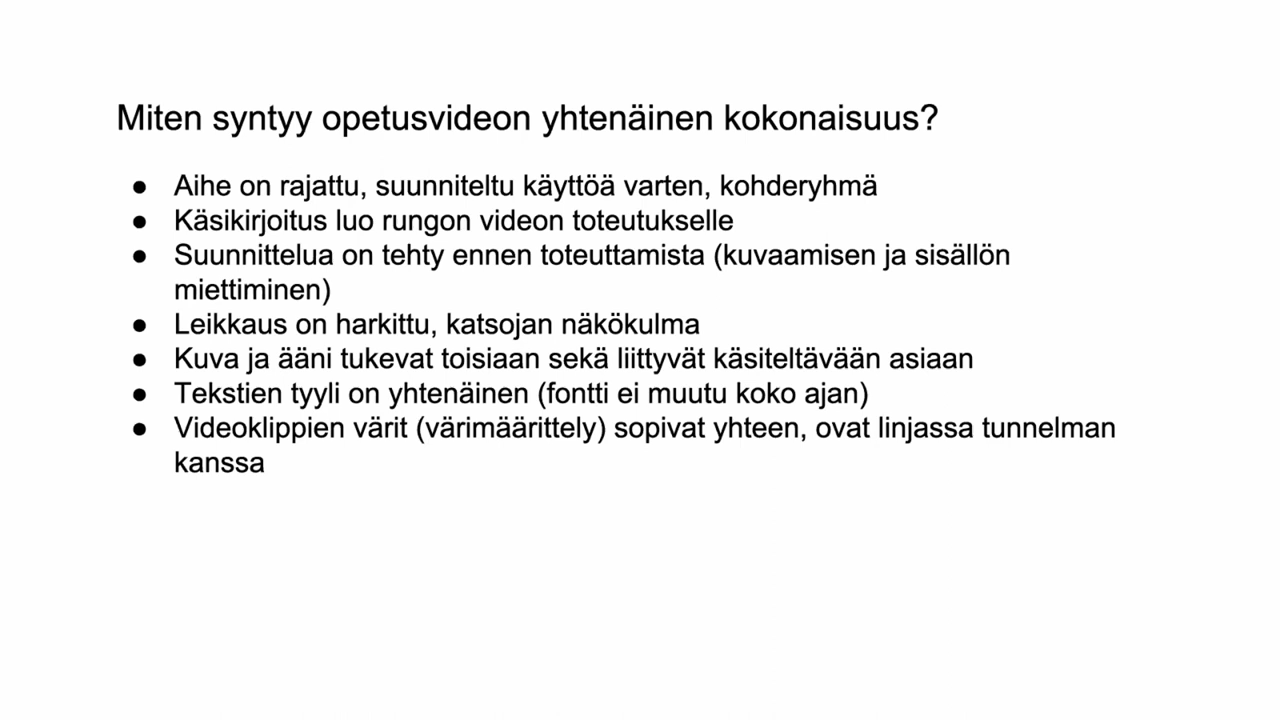 Miten syntyy opetusvideon yhtenäinen kokonaisuus?
● Aihe on rajattu, suunniteltu käyttöä varten, kohderyhmä
● Käsikirjoitus luo rungon videon toteutukselle
● Suunnittelua on tehty ennen toteuttamista (kuvaamisen ja sisällön
miettiminen)
● Leikkaus on harkittu, katsojan näkökulma
● Kuva ja ääni tukevat toisiaan sekä liittyvät käsiteltävään asiaan
● Tekstien tyyli on yhtenäinen (fontti ei muutu koko ajan)
● Videoklippien värit (värimäärittely) sopivat yhteen, ovat linjassa tunnelman
kanssa